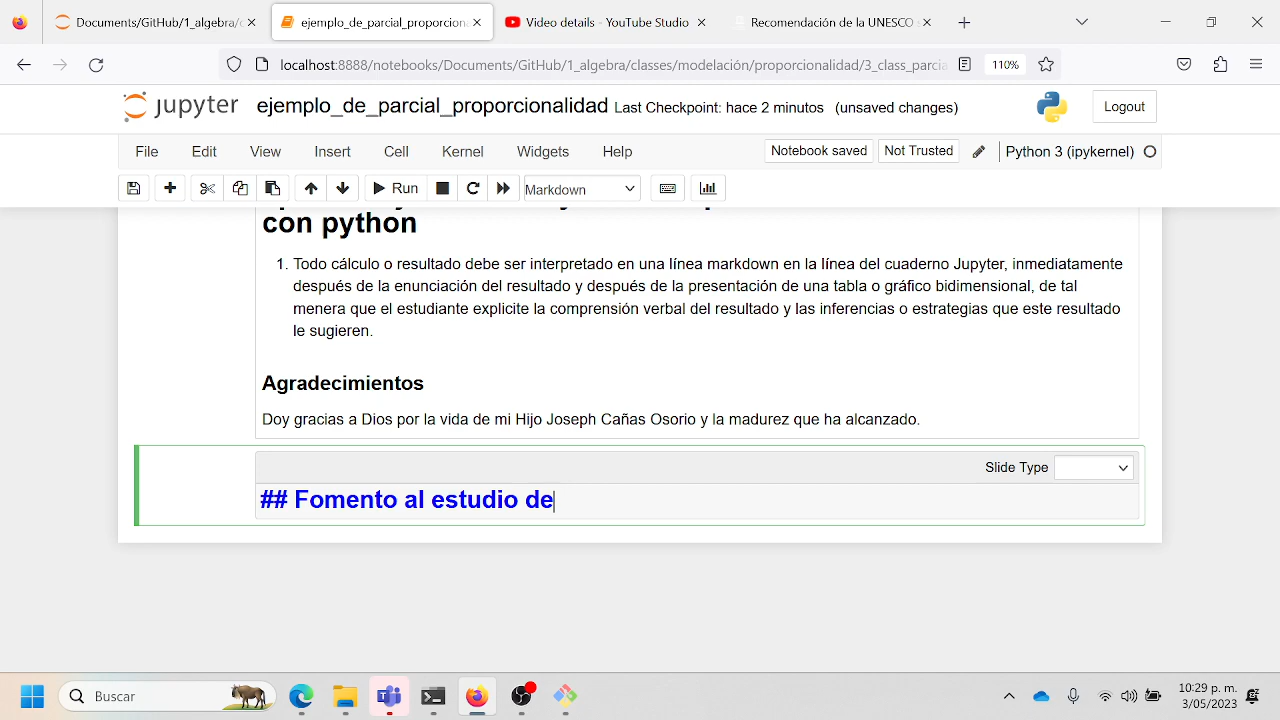 Documents/GitHub/1_algebra/c
ejemplo_de_parcial_proporcion
Video details - YouTube Studio
Recomendación de la UNESCO
localhost:8888/notebooks/Documents/GitHub/1_algebra/classes/modelación/proporcionalidad/3_class_parcia
110%
jupyter ejemplo_de_parcial_proporcionalidad Last Checkpoint: hace 2 minutos (unsaved changes)
Logout
File Edit View Insert Cell Kernel Widgets Help
Notebook saved Not Trusted Python 3 (ipykernel)
Run Markdown
con python
1. Todo cálculo o resultado debe ser interpretado en una línea markdown en la línea del cuaderno Jupyter, inmediatamente
después de la enunciación del resultado y después de la presentación de una tabla o gráfico bidimensional, de tal
menera que el estudiante explicite la comprensión verbal del resultado y las inferencias o estrategias que este resultado
le sugieren.
Agradecimientos
Doy gracias a Dios por la vida de mi Hijo Joseph Cañas Osorio y la madurez que ha alcanzado.
Slide Type
## Fomento al estudio de
Buscar
10:29 p. m.
3/05/2023